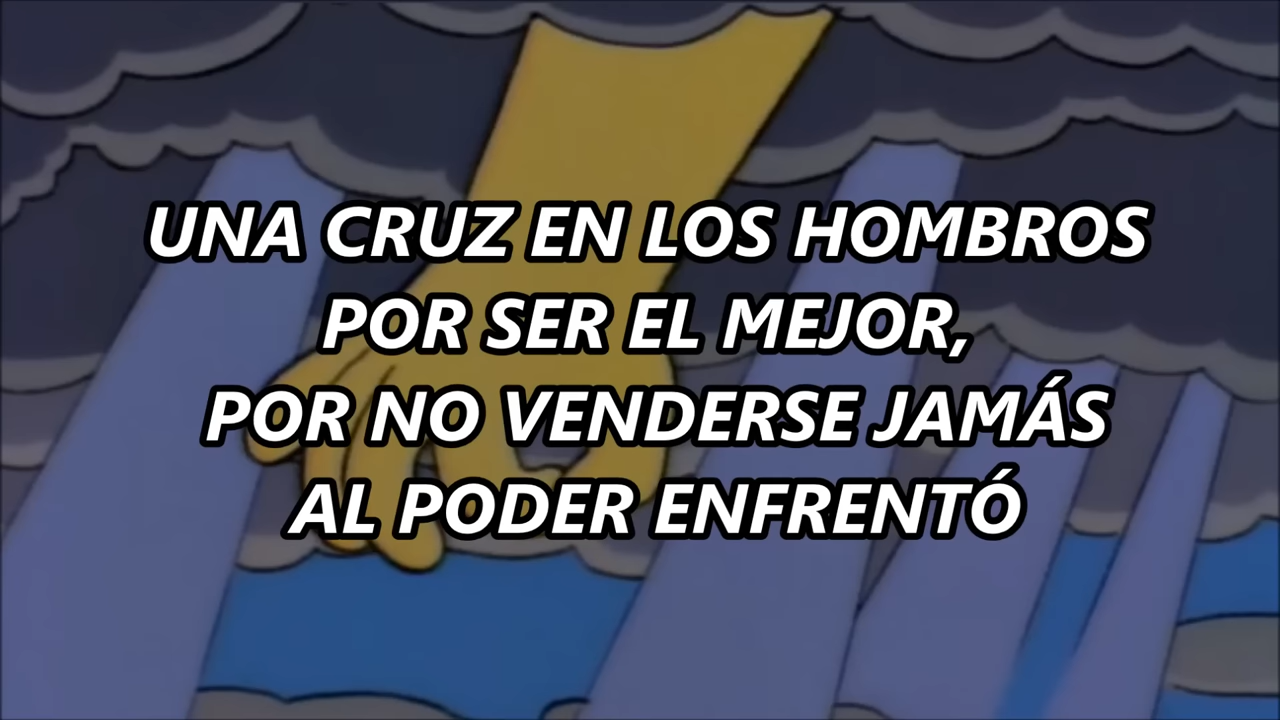 UNA CRUZ EN LOS HOMBROS
POR SER EL MEJOR,
POR NO VENDERSE JAMÁS
AL PODER ENFRENTÓ